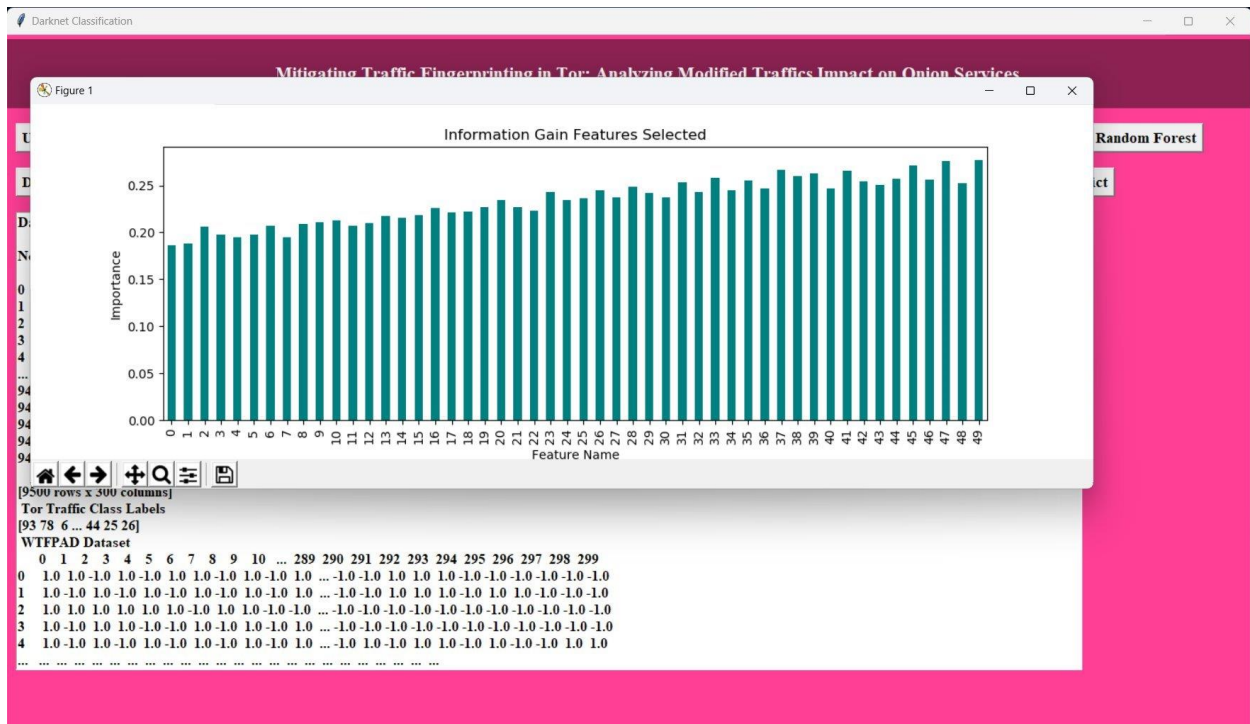 Darknet Classification
Mitigating Traffic Fingerprinting in Tor: Analyzing Modified Traffics Impact on Onion Services
Figure 1
Random Forest
Information Gain Features Selected
Importance
0.25
0.20
0.15
0.10
0.05
0.00
0 1 2 3 4 5 6 7 8 9 10 11 12 13 14 15 16 17 18 19 20 21 22 23 24 25 26 27 28 29 30 31 32 33 34 35 36 37 38 39 40 41 42 43 44 45 46 47 48 49
Feature Name
0
1
2
3
4
...
94
94
94
94
94
[9500 rows x 300 columns]
Tor Traffic Class Labels
[93 78 6 ... 44 25 26]
WTFPAD Dataset
0 1 2 3 4 5 6 7 8 9 10 ... 289 290 291 292 293 294 295 296 297 298 299
0 1.0 1.0 -1.0 1.0 -1.0 1.0 1.0 -1.0 1.0 -1.0 1.0 ... -1.0 -1.0 1.0 1.0 1.0 -1.0 -1.0 -1.0 -1.0 -1.0 -1.0
1 1.0 -1.0 1.0 -1.0 1.0 -1.0 1.0 -1.0 1.0 -1.0 1.0 ... -1.0 -1.0 1.0 1.0 1.0 -1.0 1.0 1.0 -1.0 -1.0 -1.0
2 1.0 1.0 1.0 1.0 1.0 -1.0 1.0 1.0 -1.0 1.0 -1.0 ... -1.0 -1.0 -1.0 -1.0 -1.0 -1.0 -1.0 -1.0 -1.0 -1.0 -1.0
3 1.0 -1.0 1.0 1.0 -1.0 1.0 1.0 -1.0 1.0 -1.0 1.0 ... -1.0 -1.0 -1.0 -1.0 -1.0 -1.0 -1.0 -1.0 -1.0 -1.0 -1.0
4 1.0 -1.0 1.0 -1.0 1.0 -1.0 1.0 -1.0 1.0 -1.0 1.0 ... -1.0 1.0 -1.0 1.0 1.0 1.0 -1.0 -1.0 -1.0 1.0 1.0
... ... ... ... ... ... ... ... ... ... ... ... ... ... ... ... ... ... ... ... ... ... ... ...